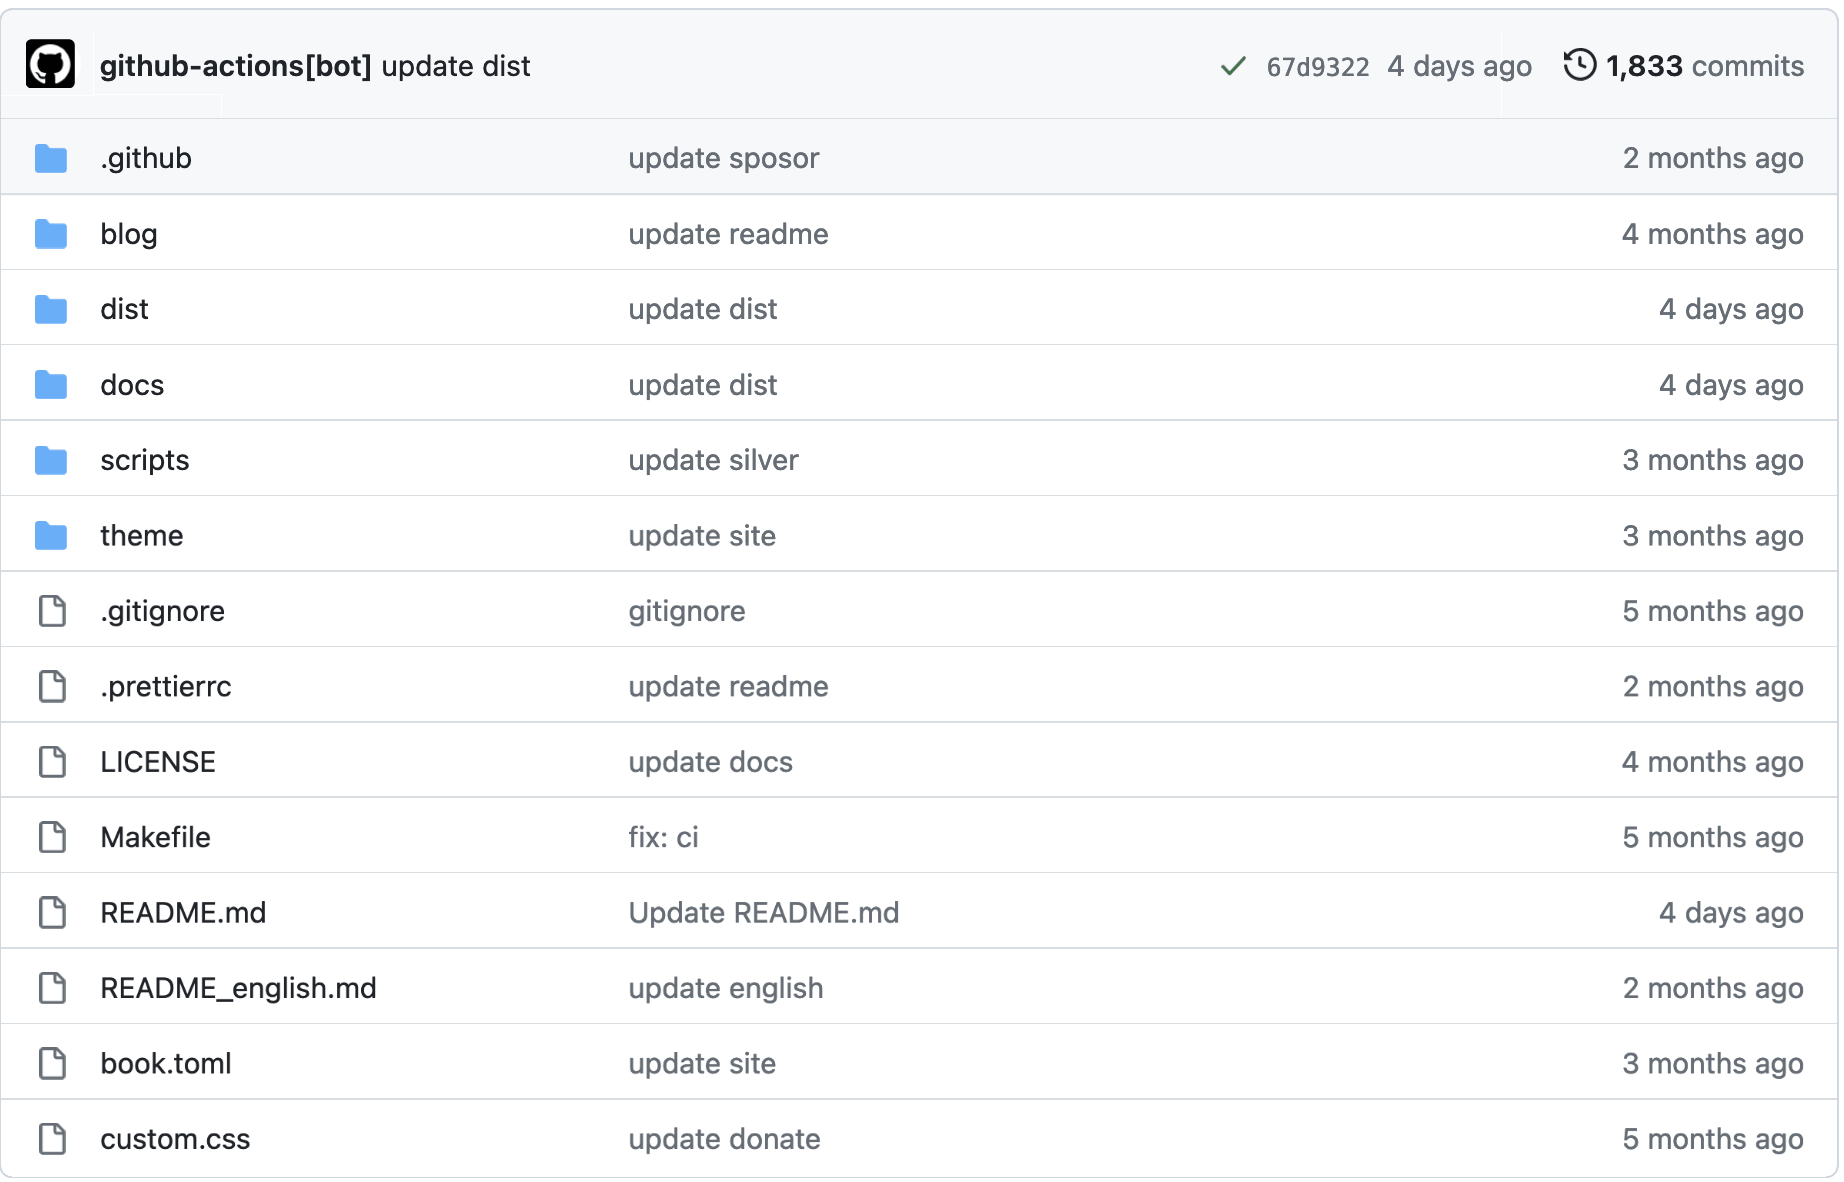 github-actions[bot] update dist 67d9322 4 days ago 1,833 commits
.github update sposor 2 months ago
blog update readme 4 months ago
dist update dist 4 days ago
docs update dist 4 days ago
scripts update silver 3 months ago
theme update site 3 months ago
.gitignore gitignore 5 months ago
.prettierrc update readme 2 months ago
LICENSE update docs 4 months ago
Makefile fix: ci 5 months ago
README.md Update README.md 4 days ago
README_english.md update english 2 months ago
book.toml update site 3 months ago
custom.css update donate 5 months ago